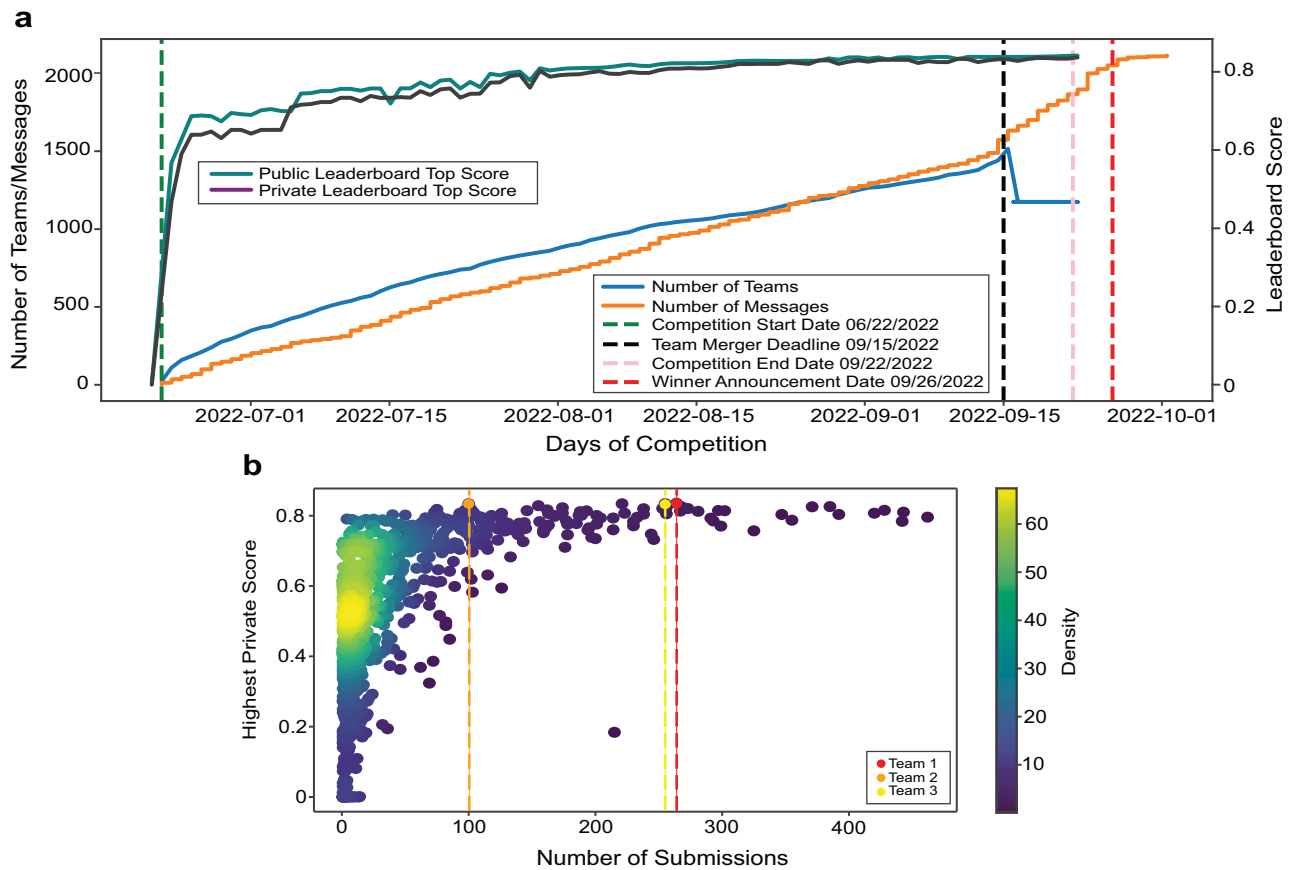 a
Number of Teams/Messages
2000
1500
1000
500
0
Public Leaderboard Top Score
Private Leaderboard Top Score
Number of Teams
Number of Messages
Competition Start Date 06/22/2022
Team Merger Deadline 09/15/2022
Competition End Date 09/22/2022
Winner Announcement Date 09/26/2022
0.8
0.6
0.4
0.2
0
Leaderboard Score
2022-07-01 2022-07-15 2022-08-01 2022-08-15 2022-09-01 2022-09-15 2022-10-01
Days of Competition
b
Highest Private Score
0.8
0.6
0.4
0.2
0
Team 1
Team 2
Team 3
0 100 200 300 400
Number of Submissions
60
50
40
30
20
10
Density